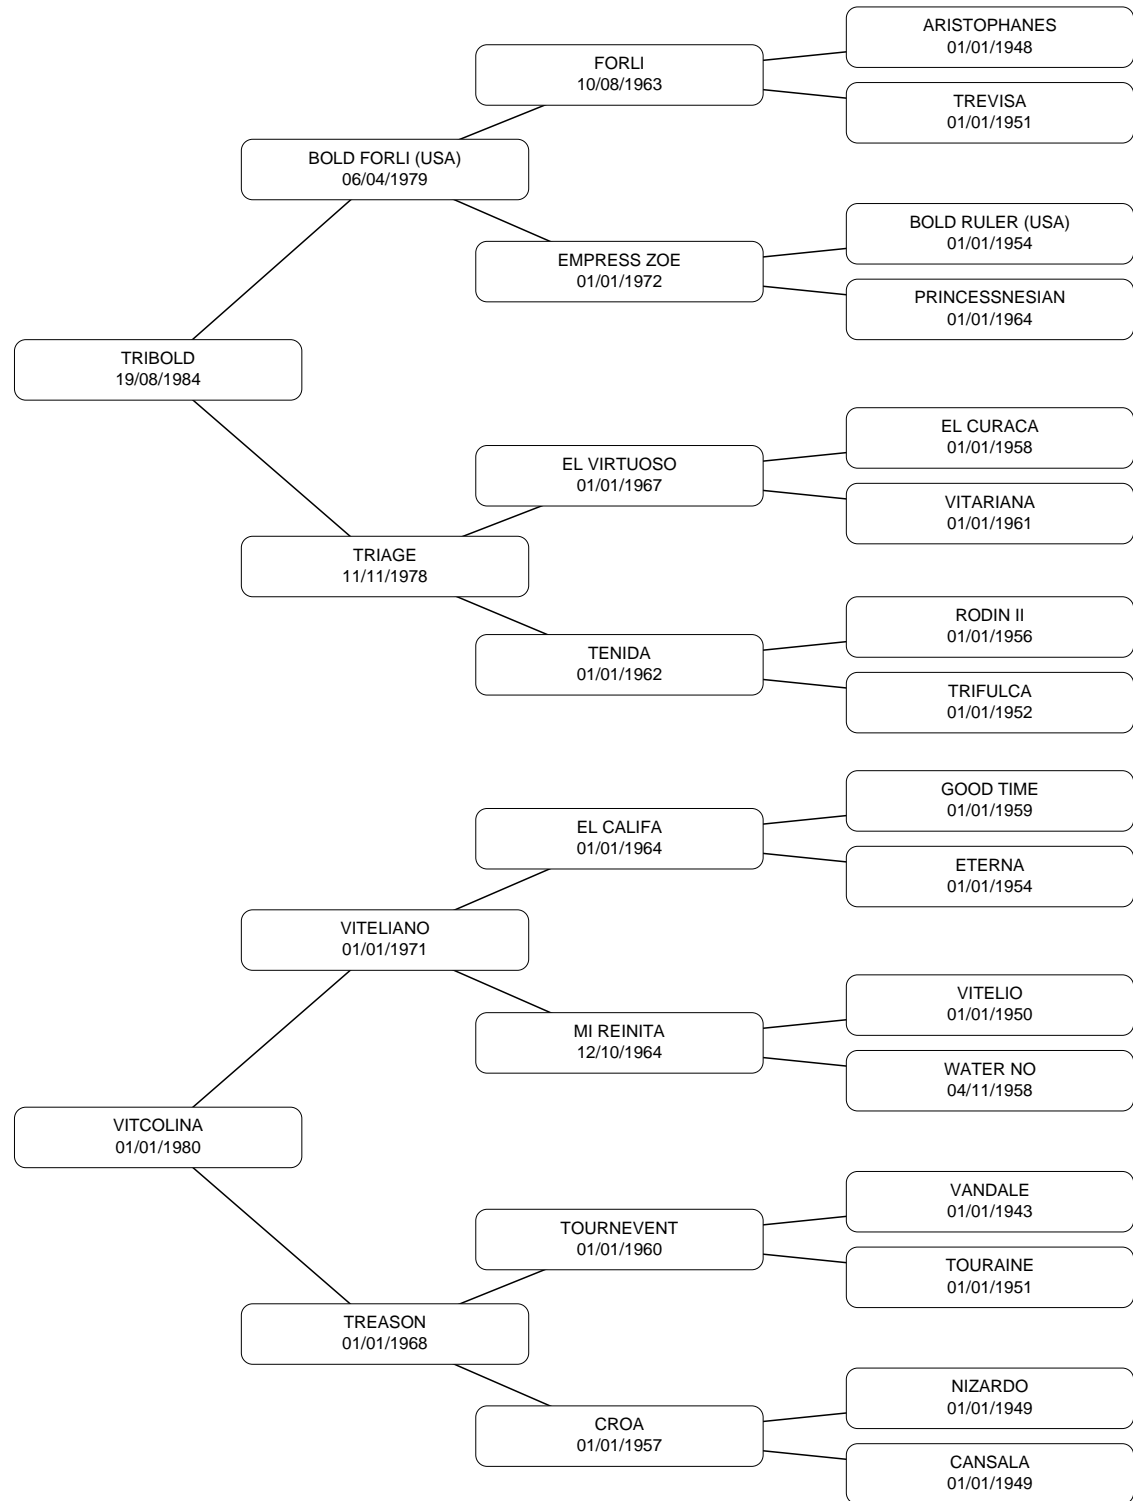 ARISTOPHANES
01/01/1948
FORLI
10/08/1963
TREVISA
01/01/1951
BOLD FORLI (USA)
06/04/1979
BOLD RULER (USA)
01/01/1954
EMPRESS ZOE
01/01/1972
PRINCESSNESIAN
01/01/1964
TRIBOLD
19/08/1984
EL CURACA
01/01/1958
EL VIRTUOSO
01/01/1967
VITARIANA
01/01/1961
TRIAGE
11/11/1978
RODIN II
01/01/1956
TENIDA
01/01/1962
TRIFULCA
01/01/1952
GOOD TIME
01/01/1959
EL CALIFA
01/01/1964
ETERNA
01/01/1954
VITELIANO
01/01/1971
VITELIO
01/01/1950
MI REINITA
12/10/1964
WATER NO
04/11/1958
VITCOLINA
01/01/1980
VANDALE
01/01/1943
TOURNEVENT
01/01/1960
TOURAINE
01/01/1951
TREASON
01/01/1968
NIZARDO
01/01/1949
CROA
01/01/1957
CANSALA
01/01/1949